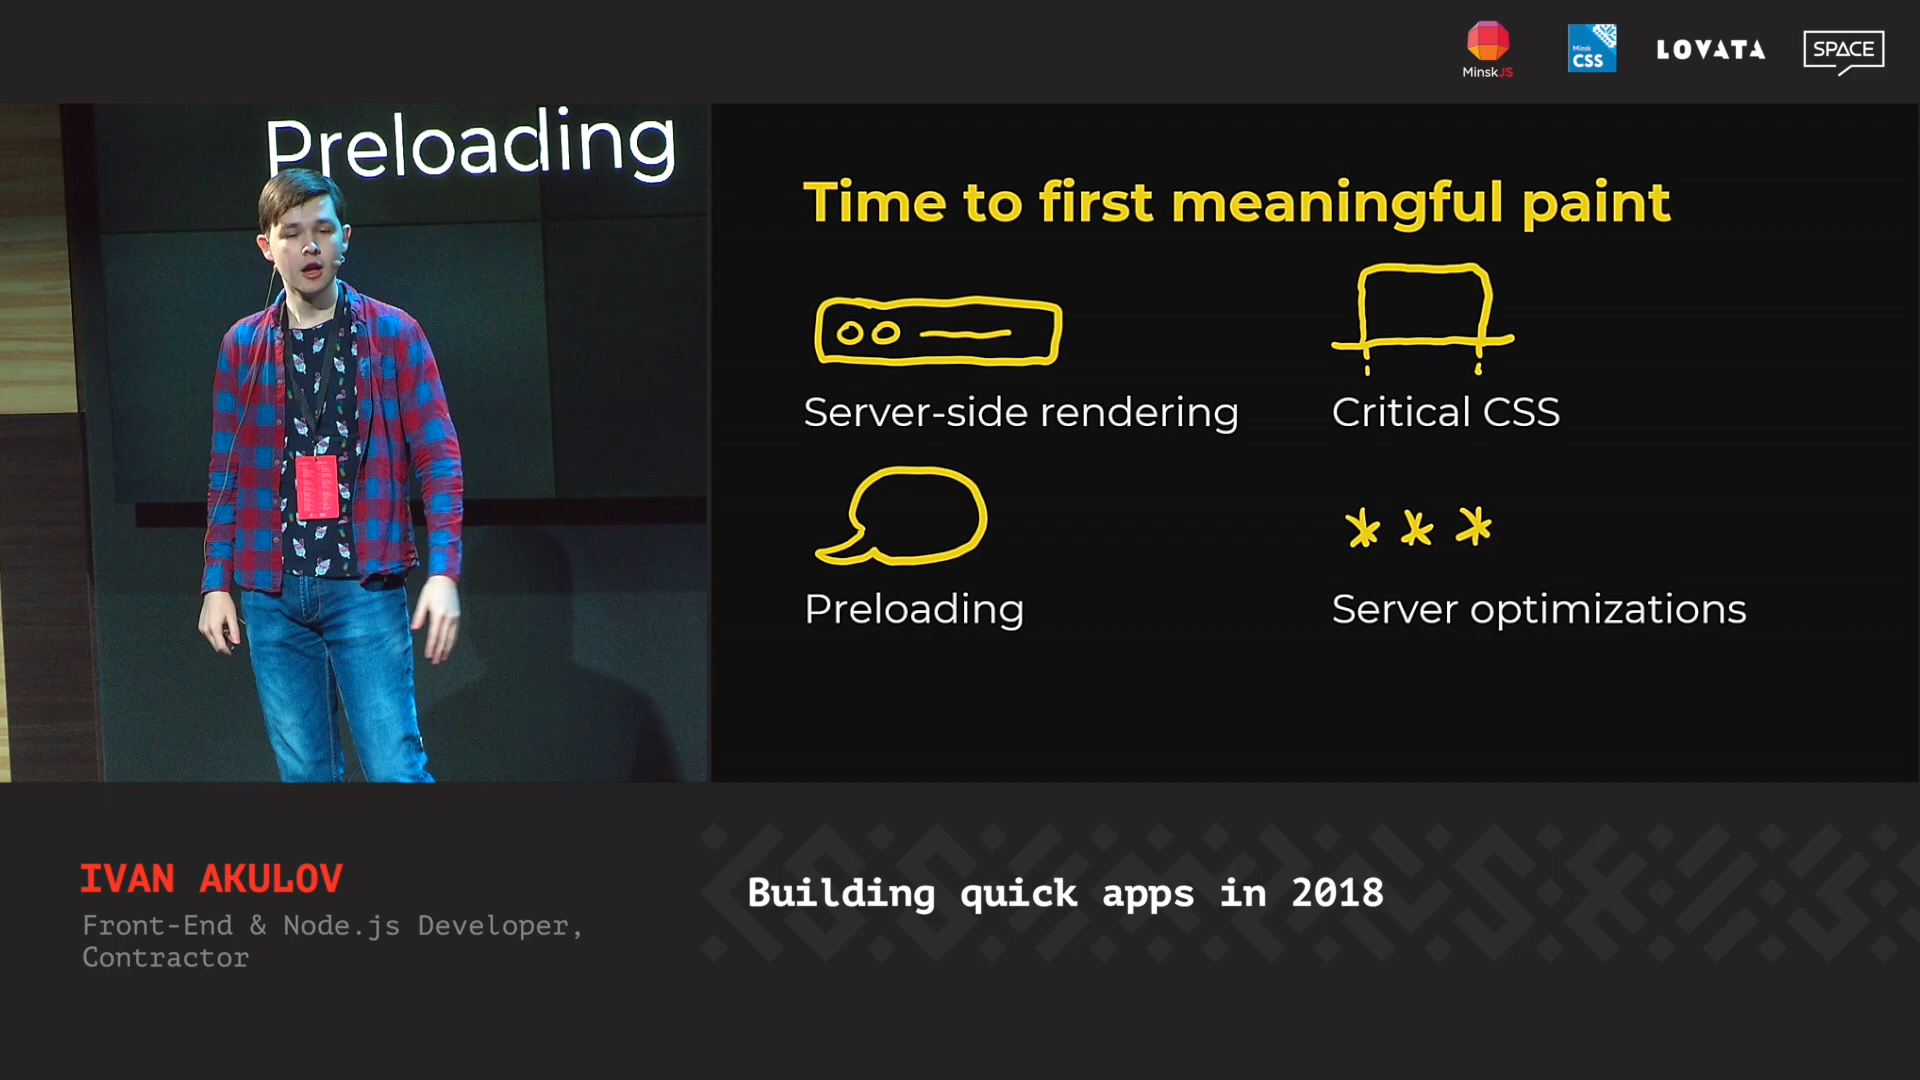 MinskJS
Minsk
CSS
LOVATA
SPACE
Preloading
Time to first meaningful paint
Server-side rendering
Critical CSS
Preloading
Server optimizations
IVAN AKULOV
Front-End & Node.js Developer,
Contractor
Building quick apps in 2018